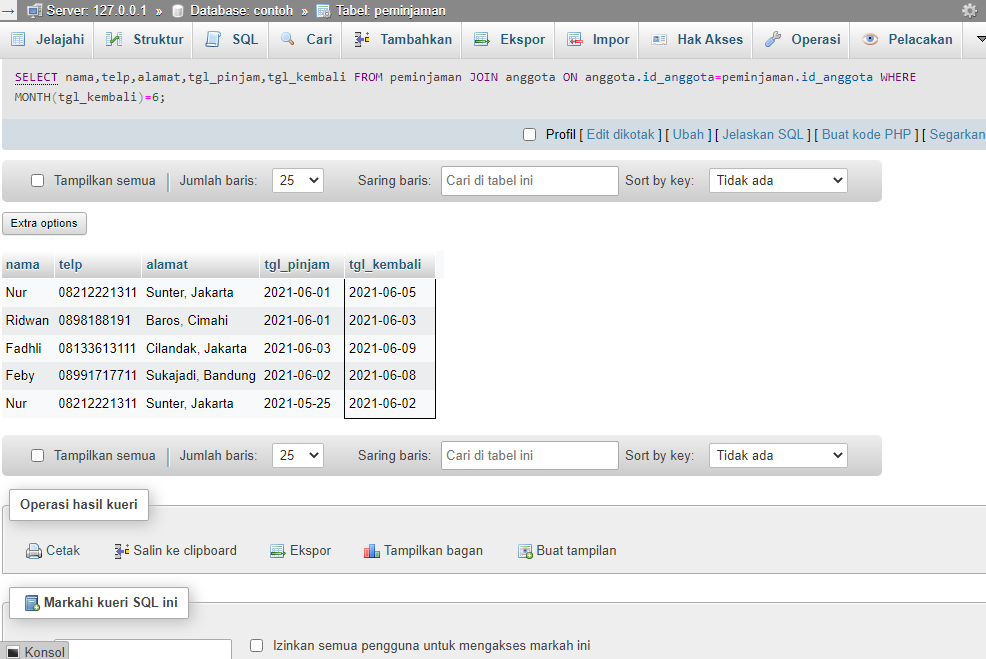 Server: 127.0.0.1 » Database: contoh » Tabel: peminjaman
Jelajahi Struktur SQL Cari Tambahkan Ekspor Impor Hak Akses Operasi Pelacakan
SELECT nama,telp,alamat,tgl_pinjam,tgl_kembali FROM peminjaman JOIN anggota ON anggota.id_anggota=peminjaman.id_anggota WHERE
MONTH(tgl_kembali)=6;
Profil [ Edit dikotak ] [ Ubah ] [ Jelaskan SQL ] [ Buat kode PHP ] [ Segarkan
Tampilkan semua Jumlah baris: 25 Saring baris: Cari di tabel ini Sort by key: Tidak ada
Extra options
nama telp alamat tgl_pinjam tgl_kembali
Nur 08212221311 Sunter, Jakarta 2021-06-01 2021-06-05
Ridwan 0898188191 Baros, Cimahi 2021-06-01 2021-06-03
Fadhli 08133613111 Cilandak, Jakarta 2021-06-03 2021-06-09
Feby 08991717711 Sukajadi, Bandung 2021-06-02 2021-06-08
Nur 08212221311 Sunter, Jakarta 2021-05-25 2021-06-02
Tampilkan semua Jumlah baris: 25 Saring baris: Cari di tabel ini Sort by key: Tidak ada
Operasi hasil kueri
Cetak Salin ke clipboard Ekspor Tampilkan bagan Buat tampilan
Markahi kueri SQL ini
Izinkan semua pengguna untuk mengakses markah ini
Konsol